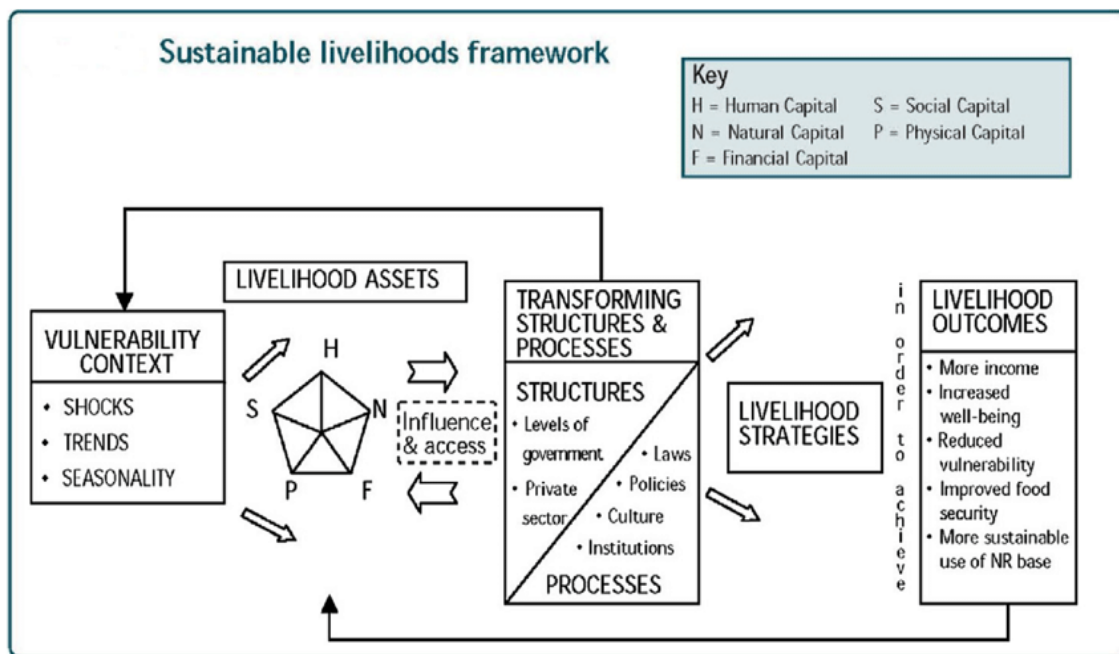 Sustainable livelihoods framework
Key
H = Human Capital S = Social Capital
N = Natural Capital P = Physical Capital
F = Financial Capital
LIVELIHOOD ASSETS
VULNERABILITY
CONTEXT
• SHOCKS
• TRENDS
• SEASONALITY
H
S
N
P
F
Influence
& access
TRANSFORMING
STRUCTURES &
PROCESSES
STRUCTURES
• Levels of
government
• Private
sector
• Laws
• Policies
• Culture
• Institutions
PROCESSES
LIVELIHOOD
STRATEGIES
in order to achieve
LIVELIHOOD
OUTCOMES
• More income
• Increased
well-being
• Reduced
vulnerability
• Improved food
security
• More sustainable
use of NR base